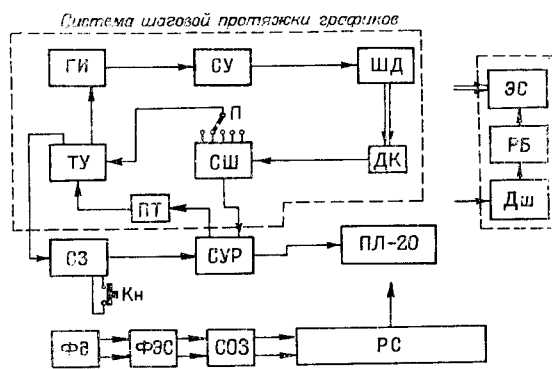 Система шаговой протяжки графиков
ГИ
СУ
ШД
ЭС
П
ТУ
СШ
ДК
РБ
ПТ
Дш
СЗ
СУР
ПЛ-20
Кн
ФД
ФЭС
СОЗ
РС